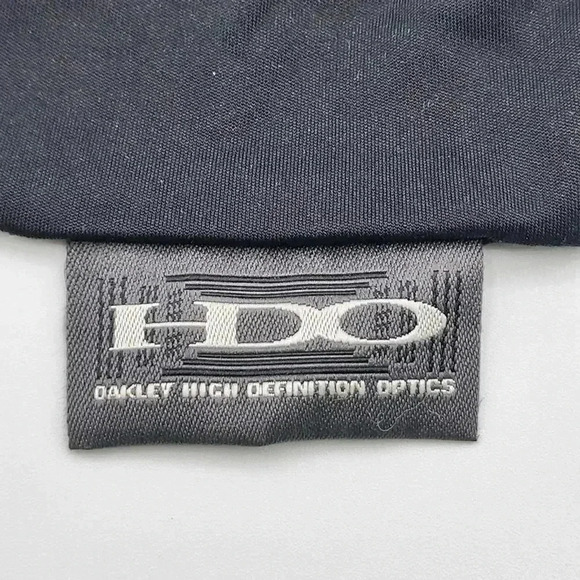 HDO
OAKLEY HIGH DEFINITION OPTICS